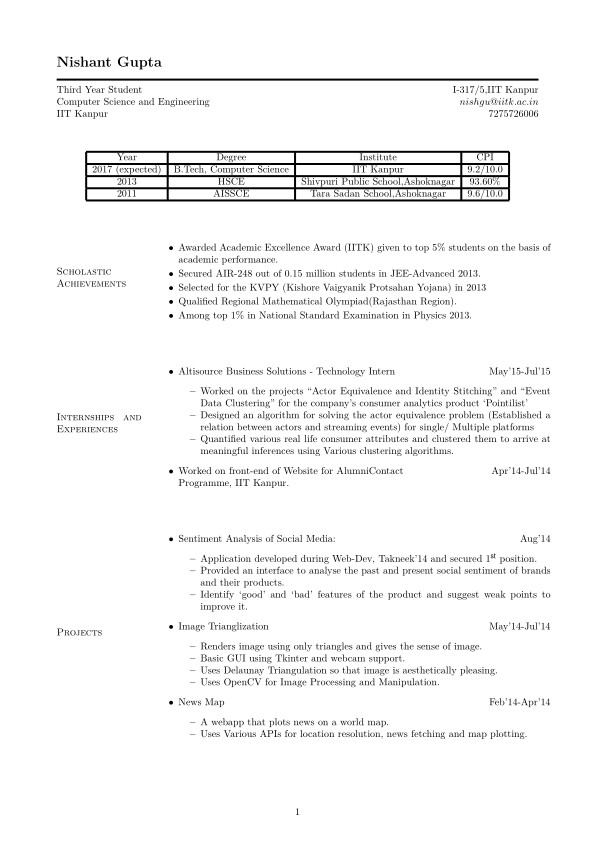 Nishant Gupta
Third Year Student I-317/5,IIT Kanpur
Computer Science and Engineering nishgu@iitk.ac.in
IIT Kanpur 7275726006
Year Degree Institute CPI
2017 (expected) B.Tech, Computer Science IIT Kanpur 9.2/10.0
2013 HSCE Shivpuri Public School,Ashoknagar 93.60%
2011 AISSCE Tara Sadan School,Ashoknagar 9.6/10.0
Scholastic
Achievements
• Awarded Academic Excellence Award (IITK) given to top 5% students on the basis of
academic performance.
• Secured AIR-248 out of 0.15 million students in JEE-Advanced 2013.
• Selected for the KVPY (Kishore Vaigyanik Protsahan Yojana) in 2013
• Qualified Regional Mathematical Olympiad(Rajasthan Region).
• Among top 1% in National Standard Examination in Physics 2013.
Internships and
Experiences
• Altisource Business Solutions - Technology Intern May'15-Jul'15
– Worked on the projects “Actor Equivalence and Identity Stitching” and “Event
Data Clustering” for the company's consumer analytics product ‘Pointilist’
– Designed an algorithm for solving the actor equivalence problem (Established a
relation between actors and streaming events) for single/ Multiple platforms
– Quantified various real life consumer attributes and clustered them to arrive at
meaningful inferences using Various clustering algorithms.
• Worked on front-end of Website for AlumniContact Apr'14-Jul'14
Programme, IIT Kanpur.
Projects
• Sentiment Analysis of Social Media: Aug'14
– Application developed during Web-Dev, Takneek'14 and secured 1st position.
– Provided an interface to analyse the past and present social sentiment of brands
and their products.
– Identify ‘good’ and ‘bad’ features of the product and suggest weak points to
improve it.
• Image Trianglization May'14-Jul'14
– Renders image using only triangles and gives the sense of image.
– Basic GUI using Tkinter and webcam support.
– Uses Delaunay Triangulation so that image is aesthetically pleasing.
– Uses OpenCV for Image Processing and Manipulation.
• News Map Feb'14-Apr'14
– A webapp that plots news on a world map.
– Uses Various APIs for location resolution, news fetching and map plotting.
1